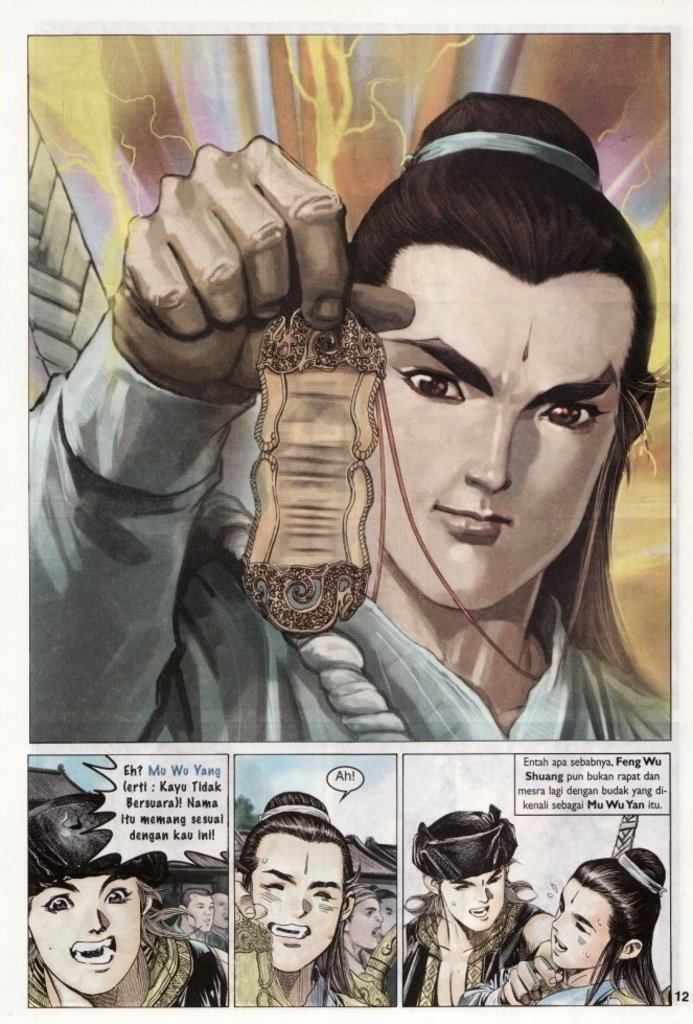 Eh? Mu Wu Yang
(erti : Kayu Tidak
Bersuara)! Nama
itu memang sesuai
dengan kau ini!
Ah!
Entah apa sebabnya, Feng Wu
Shuang pun bukan rapat dan
mesra lagi dengan budak yang di-
kenali sebagai Mu Wu Yan itu.
12